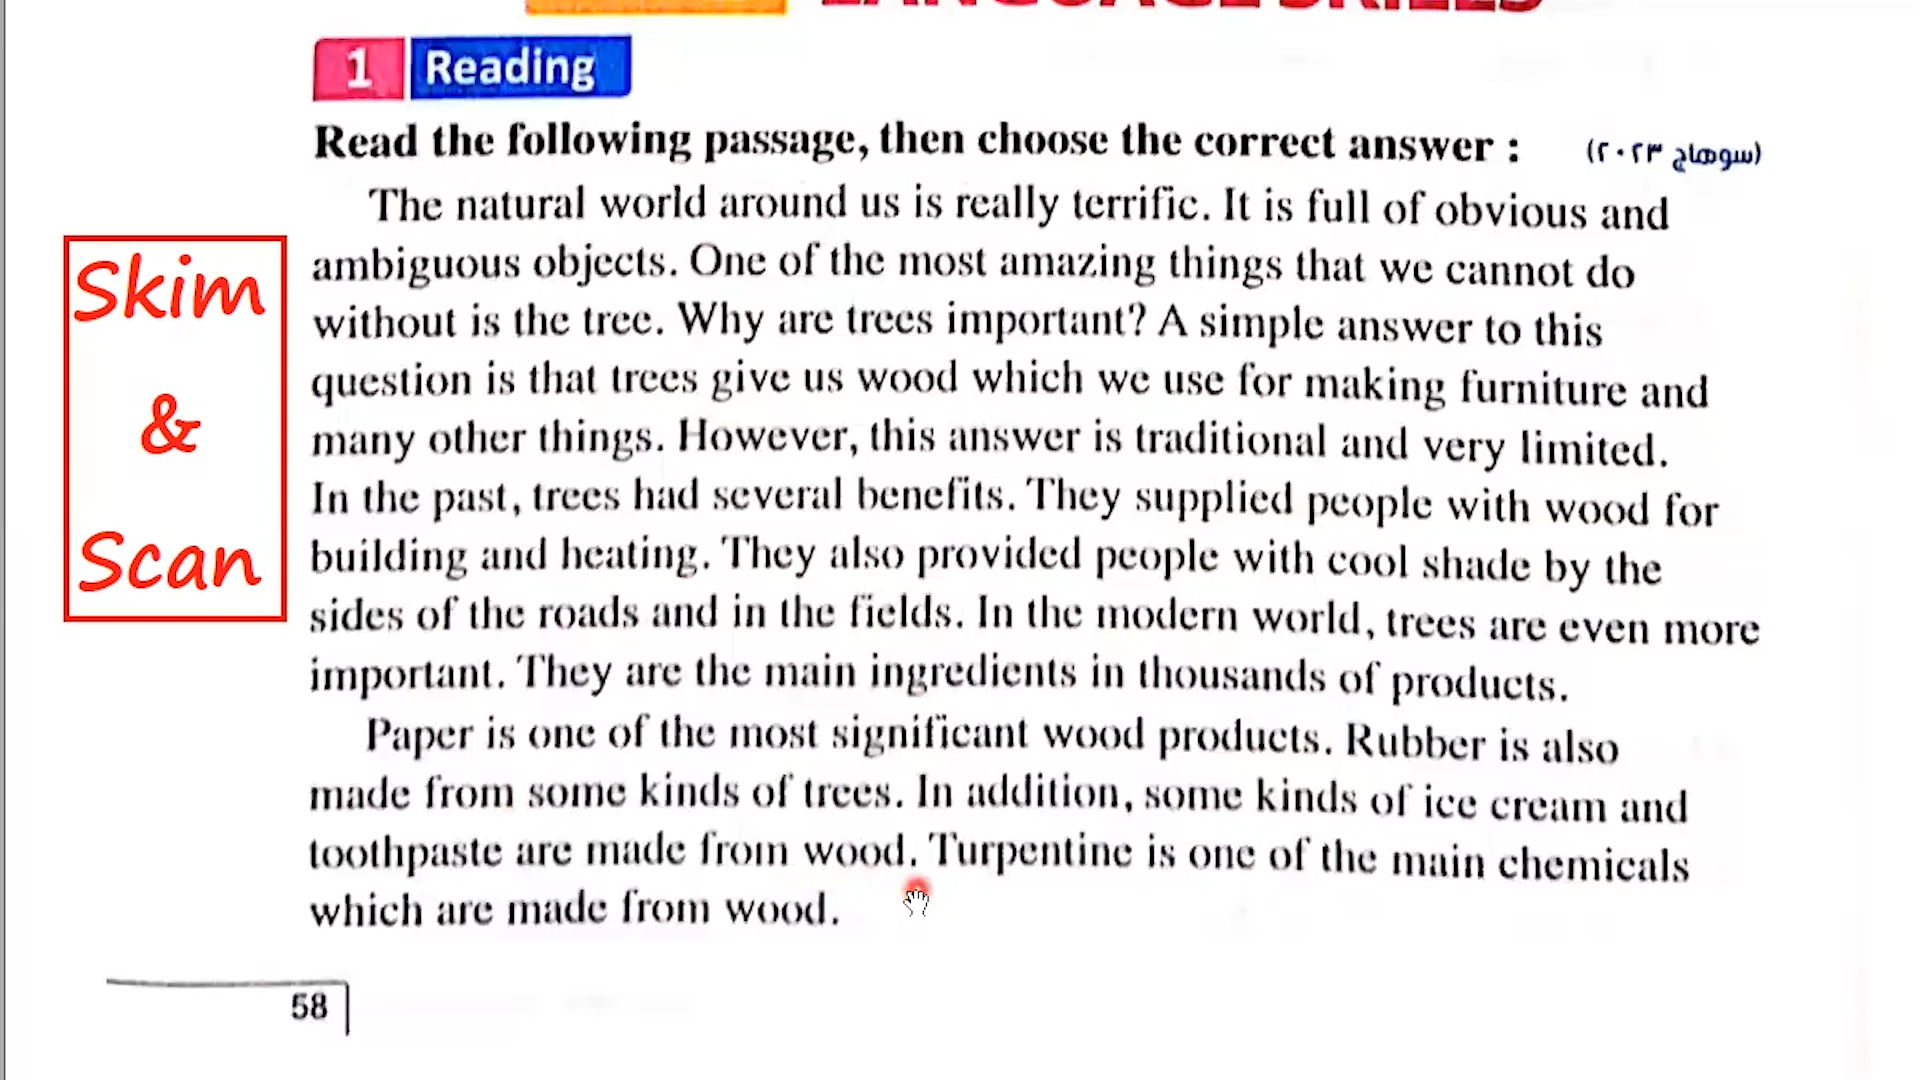 LANGUAGE SKILLS
1 Reading
Read the following passage, then choose the correct answer : (سوهاج ٢٠٢٣)
The natural world around us is really terrific. It is full of obvious and
ambiguous objects. One of the most amazing things that we cannot do
without is the tree. Why are trees important? A simple answer to this
question is that trees give us wood which we use for making furniture and
many other things. However, this answer is traditional and very limited.
In the past, trees had several benefits. They supplied people with wood for
building and heating. They also provided people with cool shade by the
sides of the roads and in the fields. In the modern world, trees are even more
important. They are the main ingredients in thousands of products.
Paper is one of the most significant wood products. Rubber is also
made from some kinds of trees. In addition, some kinds of ice cream and
toothpaste are made from wood. Turpentine is one of the main chemicals
which are made from wood.
Skim
&
Scan
58